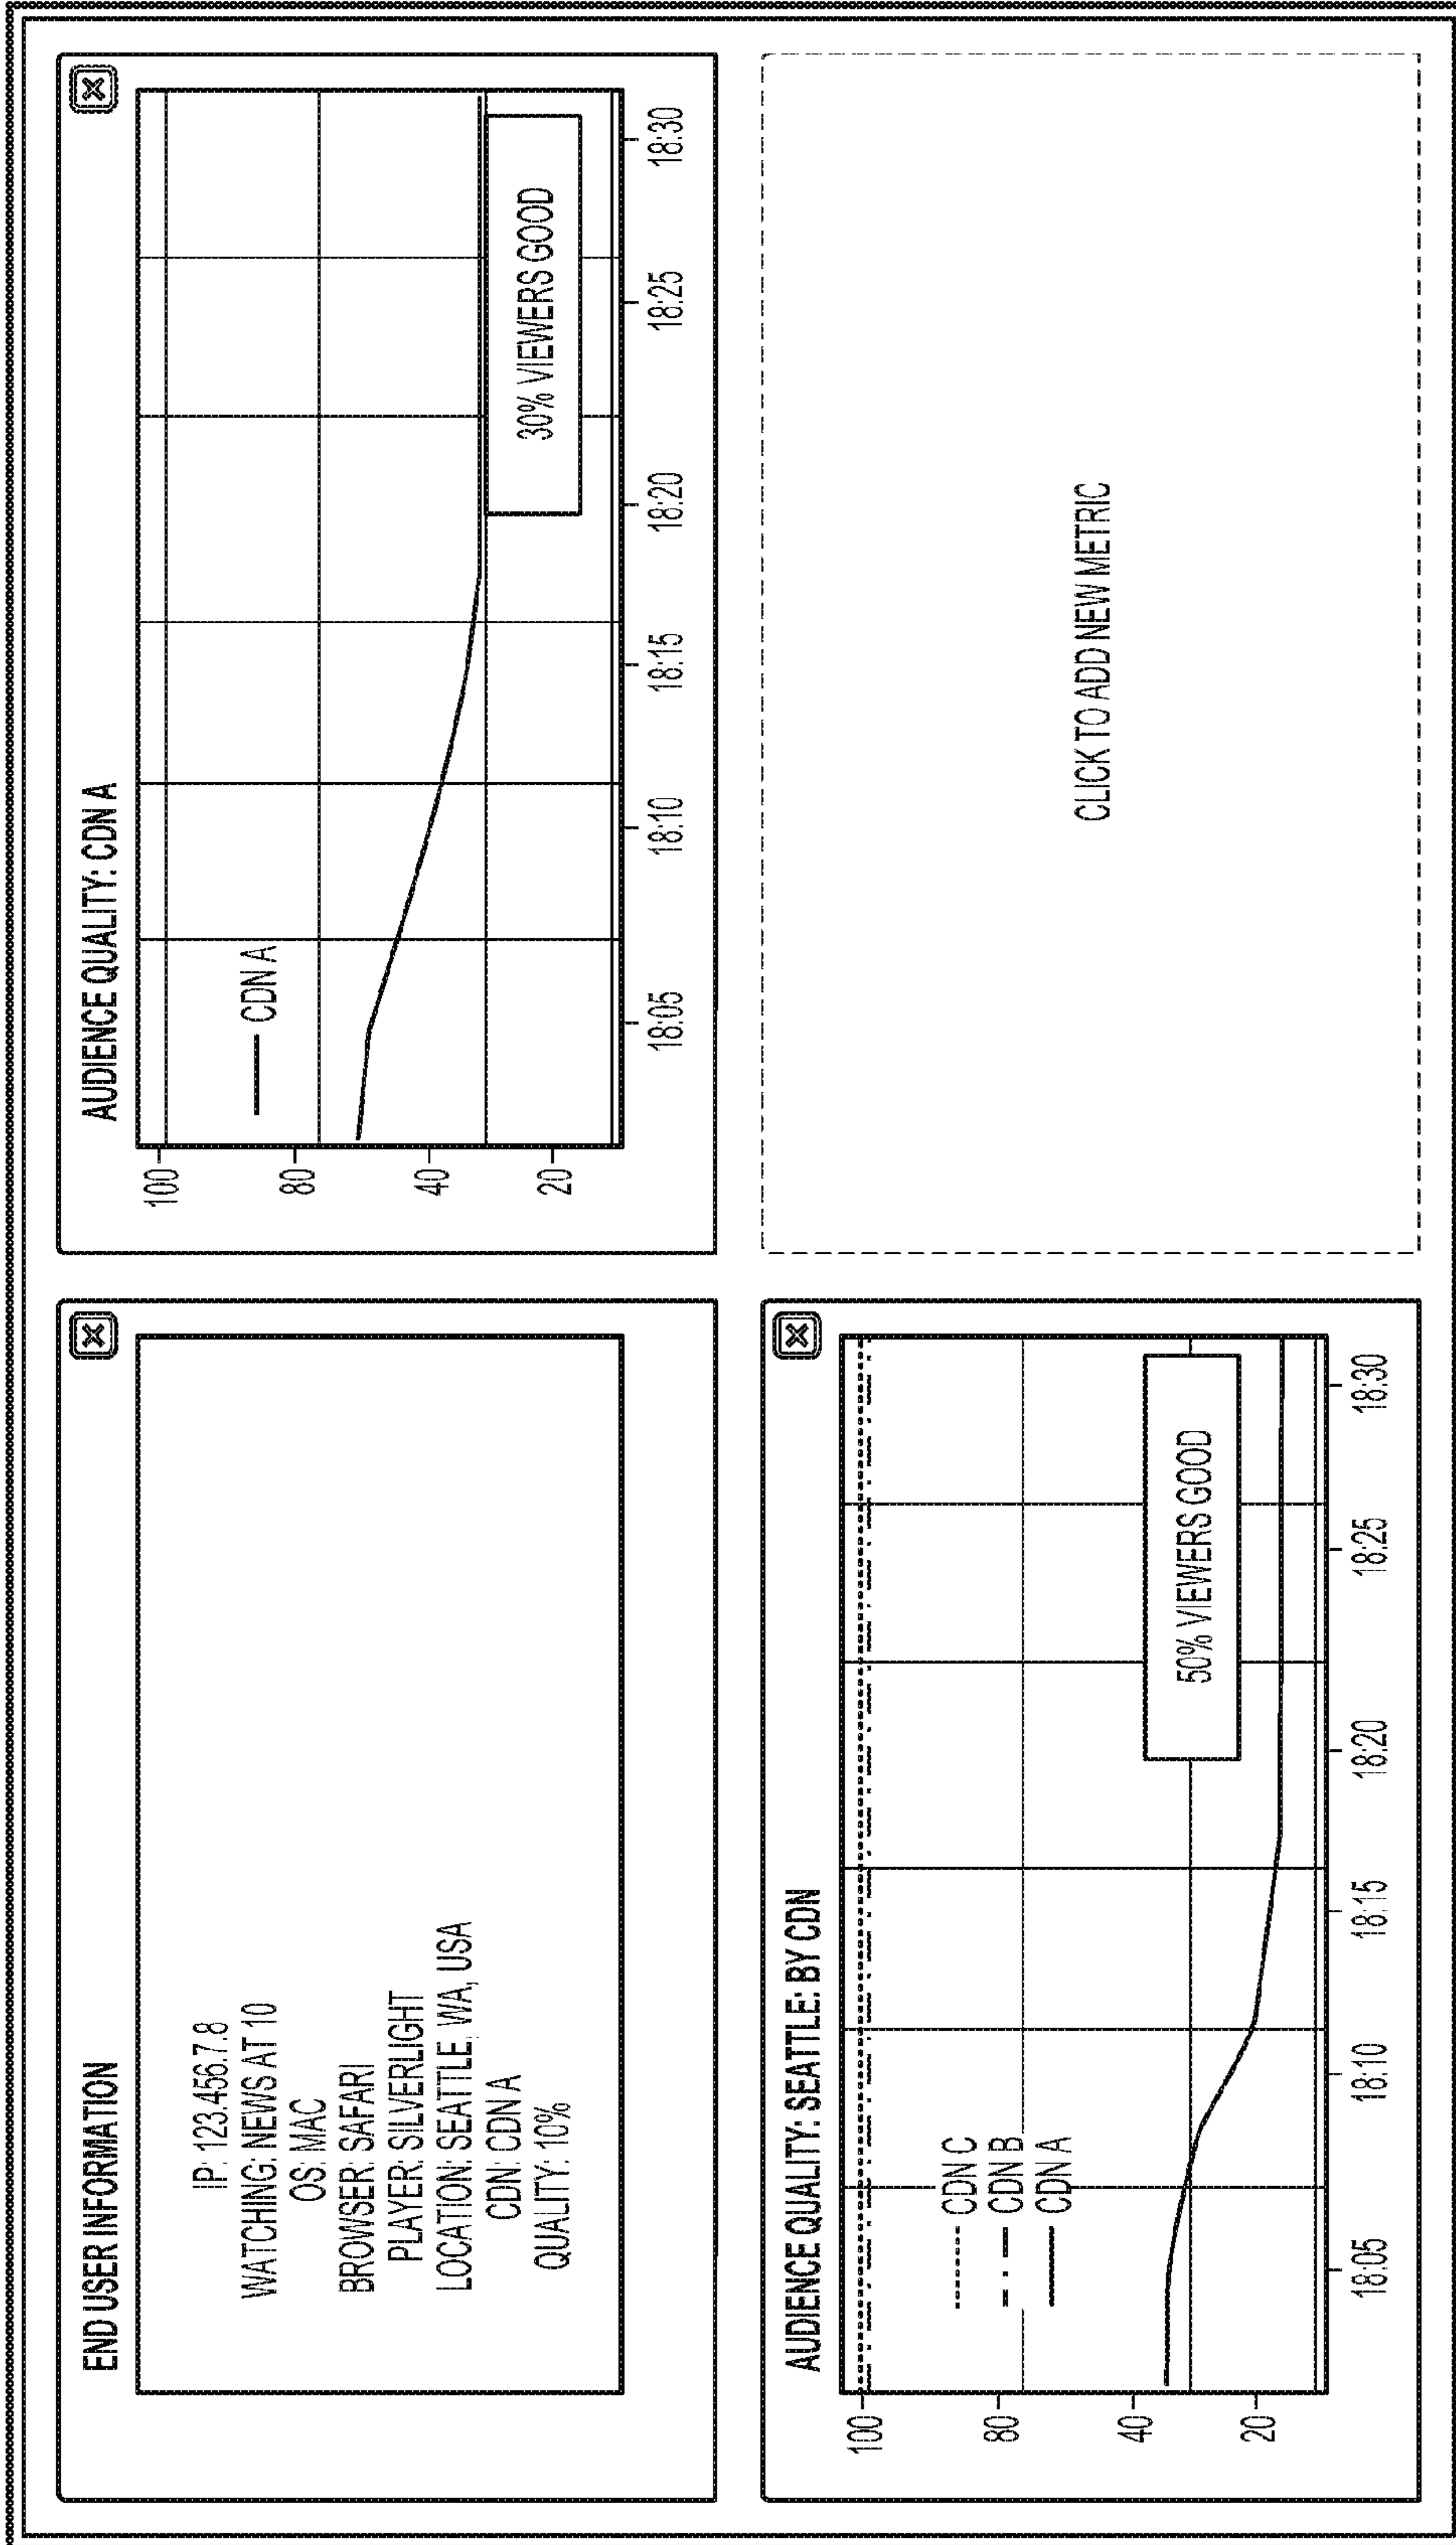 END USER INFORMATION
IP: 123.456.7.8
WATCHING: NEWS AT 10
OS: MAC
BROWSER: SAFARI
PLAYER: SILVERLIGHT
LOCATION: SEATTLE, WA, USA
CDN: CDN A
QUALITY: 10%
AUDIENCE QUALITY: CDN A
100
80
40
20
CDN A
30% VIEWERS GOOD
18:05 18:10 18:15 18:20 18:25 18:30
AUDIENCE QUALITY: SEATTLE: BY CDN
100
80
40
20
CDN C
CDN B
CDN A
50% VIEWERS GOOD
18:05 18:10 18:15 18:20 18:25 18:30
CLICK TO ADD NEW METRIC